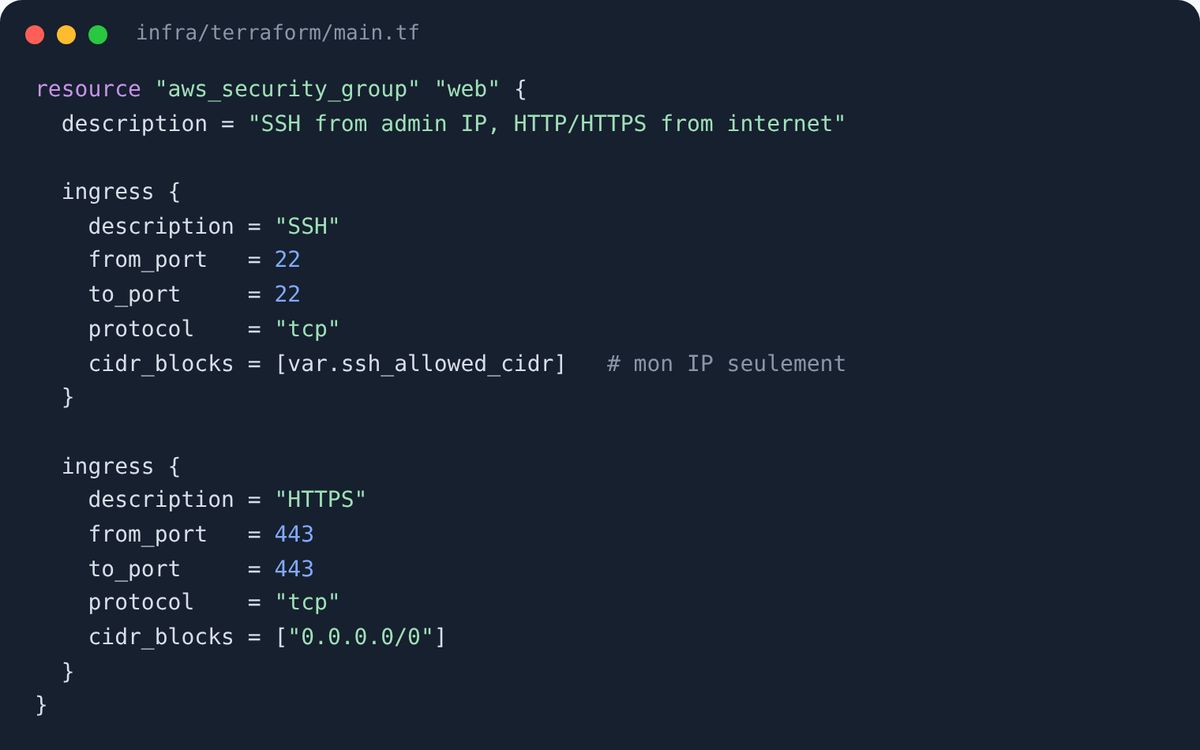 infra/terraform/main.tf
resource "aws_security_group" "web" {
  description = "SSH from admin IP, HTTP/HTTPS from internet"
  ingress {
    description = "SSH"
    from_port   = 22
    to_port     = 22
    protocol    = "tcp"
    cidr_blocks = [var.ssh_allowed_cidr]   # mon IP seulement
  }
  ingress {
    description = "HTTPS"
    from_port   = 443
    to_port     = 443
    protocol    = "tcp"
    cidr_blocks = ["0.0.0.0/0"]
  }
}